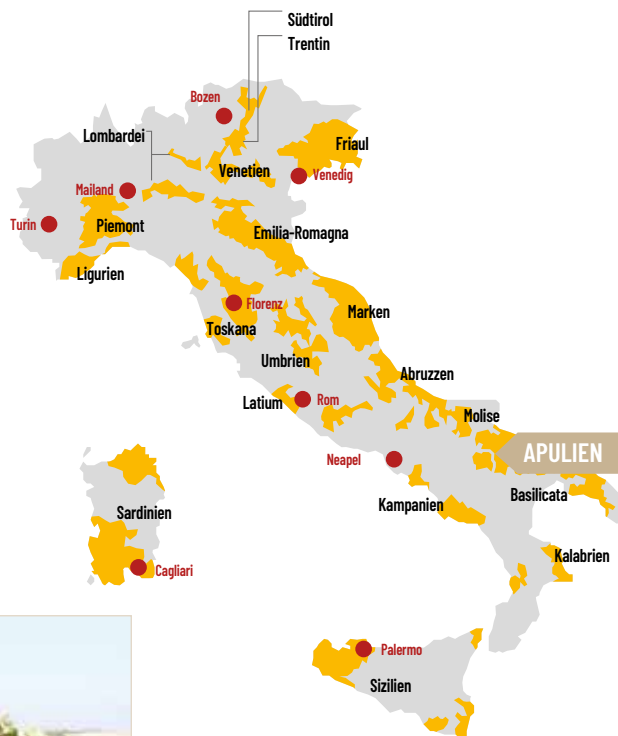 Südtirol
Trentin
Bozen
Lombardei
Friaul
Venetien
Venedig
Mailand
Turin
Piemont
Emilia-Romagna
Ligurien
Florenz
Marken
Toskana
Umbrien
Abruzzen
Latium
Rom
Molise
Neapel
APULIEN
Basilicata
Kampanien
Sardinien
Kalabrien
Cagliari
Palermo
Sizilien